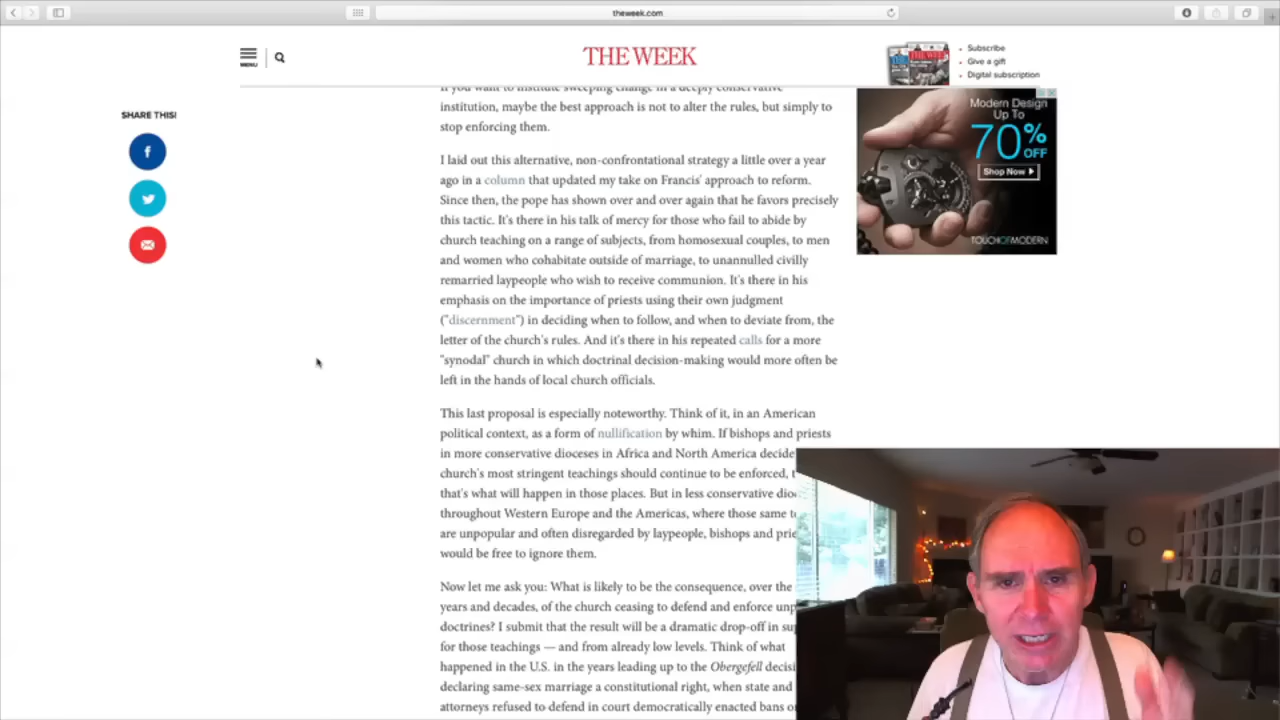 theweek.com
MENU
THE WEEK
Subscribe
Give a gift
Digital subscription
SHARE THIS!
If you want to institute sweeping change in a deeply conservative
institution, maybe the best approach is not to alter the rules, but simply to
stop enforcing them.
I laid out this alternative, non-confrontational strategy a little over a year
ago in a column that updated my take on Francis' approach to reform.
Since then, the pope has shown over and over again that he favors precisely
this tactic. It's there in his talk of mercy for those who fail to abide by
church teaching on a range of subjects, from homosexual couples, to men
and women who cohabitate outside of marriage, to unannulled civilly
remarried laypeople who wish to receive communion. It's there in his
emphasis on the importance of priests using their own judgment
("discernment") in deciding when to follow, and when to deviate from, the
letter of the church's rules. And it's there in his repeated calls for a more
"synodal" church in which doctrinal decision-making would more often be
left in the hands of local church officials.
This last proposal is especially noteworthy. Think of it, in an American
political context, as a form of nullification by whim. If bishops and priests
in more conservative dioceses in Africa and North America decide
church's most stringent teachings should continue to be enforced,
that's what will happen in those places. But in less conservative
throughout Western Europe and the Americas, where those same
are unpopular and often disregarded by laypeople, bishops and
would be free to ignore them.
Now let me ask you: What is likely to be the consequence, over the
years and decades, of the church ceasing to defend and enforce
doctrines? I submit that the result will be a dramatic drop-off in
for those teachings — and from already low levels. Think of what
happened in the U.S. in the years leading up to the Obergefell
declaring same-sex marriage a constitutional right, when state and
attorneys refused to defend in court democratically enacted bans
Modern Design
Up To
70% OFF
Shop Now
TOUCHOFMODERN